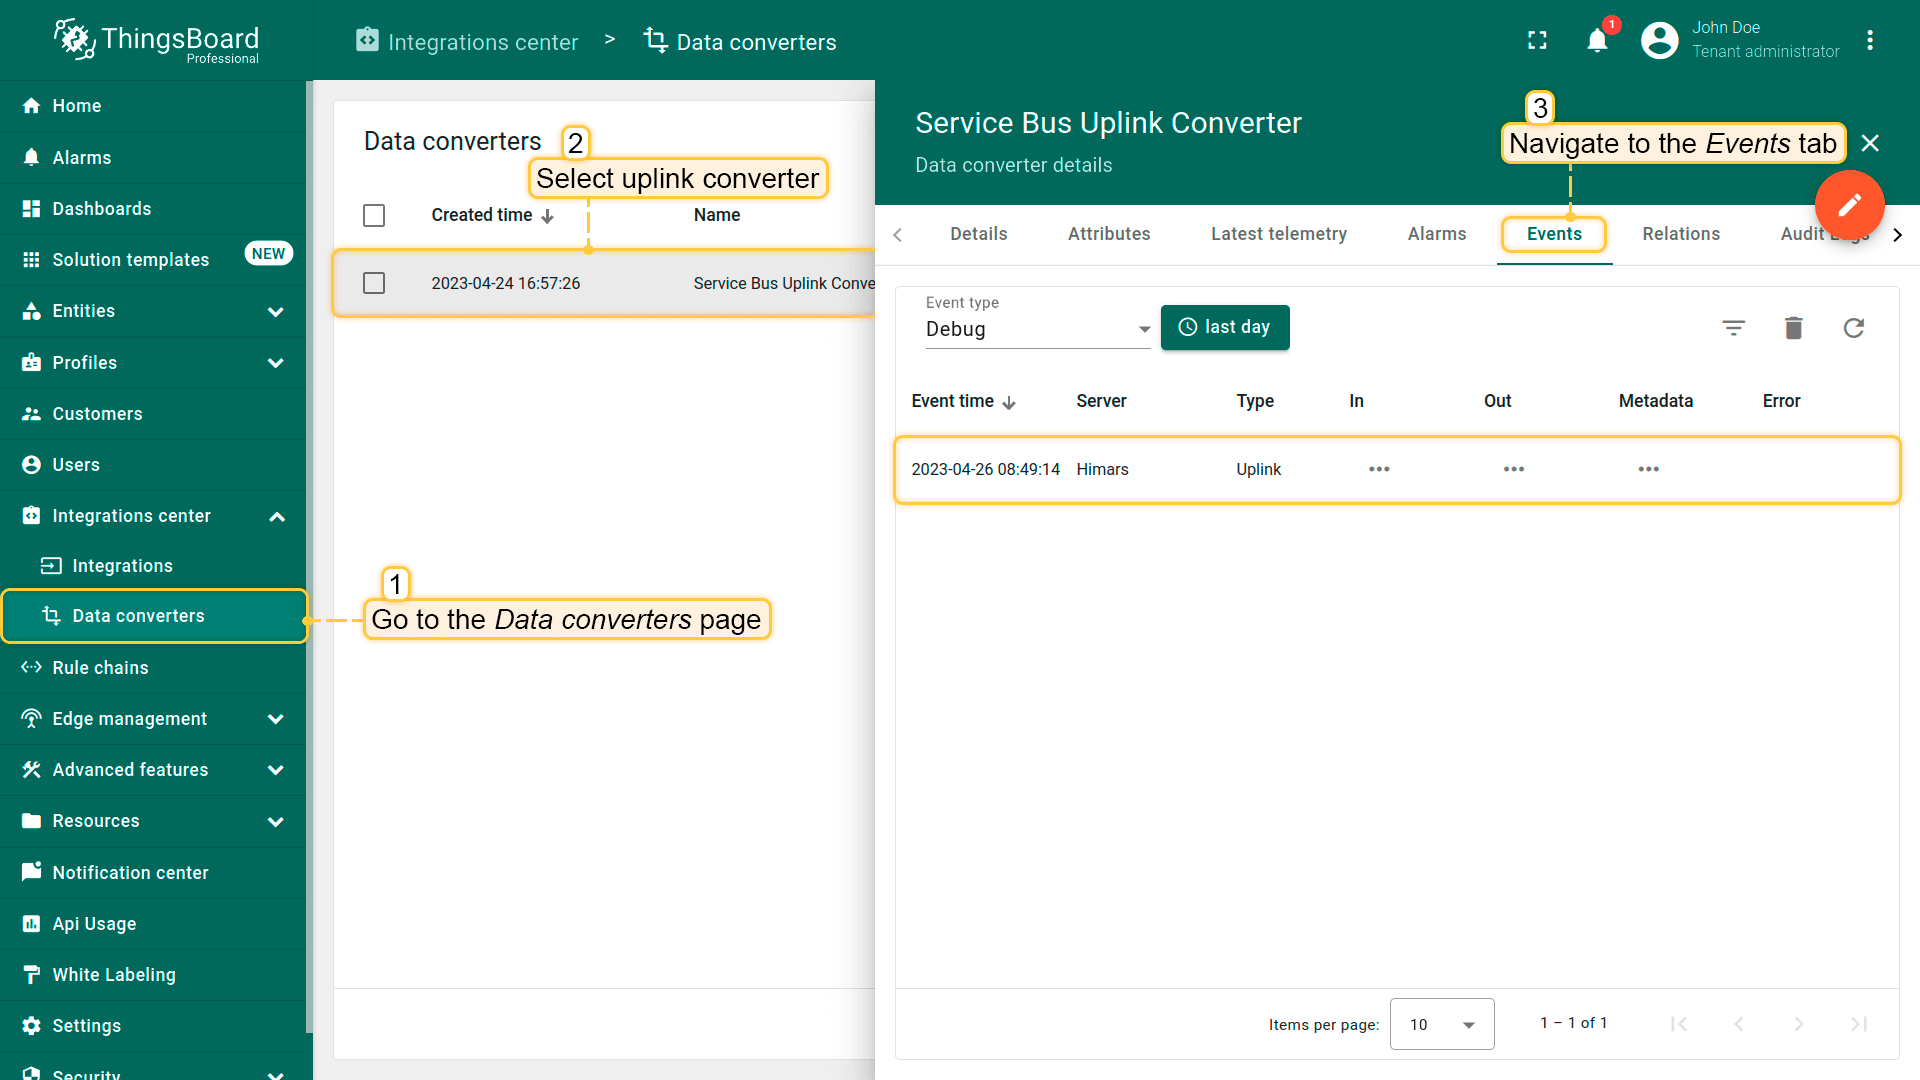 ThingsBoard
Professional
Integrations center > Data converters
1
John Doe
Tenant administrator
Home
Alarms
Dashboards
Solution templates NEW
Entities
Profiles
Customers
Users
Integrations center
Integrations
Data converters
Rule chains
Edge management
Advanced features
Resources
Notification center
Api Usage
White Labeling
Settings
Security
Data converters
2
Select uplink converter
Created time Name
2023-04-24 16:57:26 Service Bus Uplink Conve
1
Go to the Data converters page
Service Bus Uplink Converter
Data converter details
3
Navigate to the Events tab
Details Attributes Latest telemetry Alarms Events Relations Audit Logs
Event type
Debug
last day
Event time Server Type In Out Metadata Error
2023-04-26 08:49:14 Himars Uplink ••• ••• •••
Items per page: 10 1 – 1 of 1